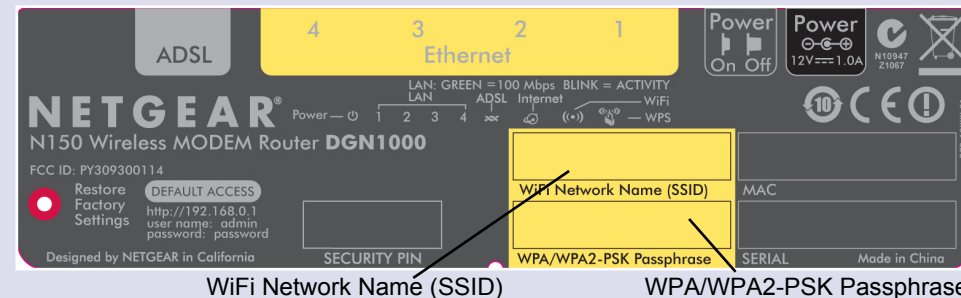 4 3 2 1
Ethernet
ADSL
Power
On Off
Power
12V 1.0A
N10947
Z1067
LAN: GREEN =100 Mbps BLINK = ACTIVITY
LAN ADSL Internet WiFi
Power 1 2 3 4 WPS
NETGEAR®
10 CE
N150 Wireless MODEM Router DGN1000
FCC ID: PY309300114
Restore
Factory
Settings
DEFAULT ACCESS
http://192.168.0.1
user name: admin
password: password
SECURITY PIN
WiFi Network Name (SSID)
WPA/WPA2-PSK Passphrase
MAC
SERIAL
Designed by NETGEAR in California
Made in China
WiFi Network Name (SSID)
WPA/WPA2-PSK Passphrase